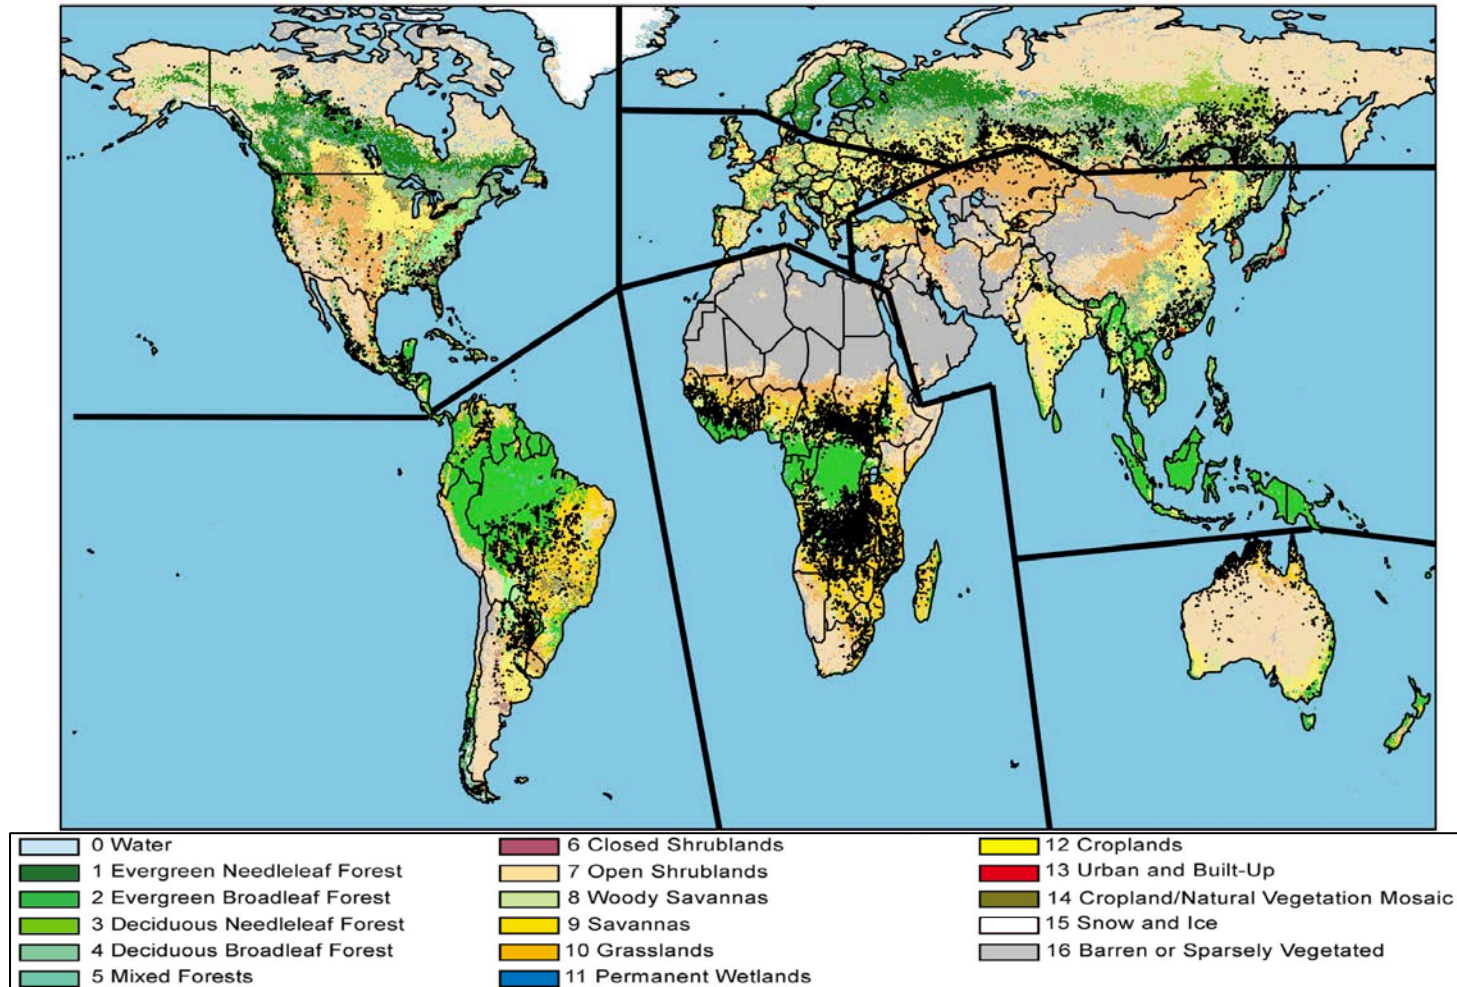 0 Water
1 Evergreen Needleleaf Forest
2 Evergreen Broadleaf Forest
3 Deciduous Needleleaf Forest
4 Deciduous Broadleaf Forest
5 Mixed Forests
6 Closed Shrublands
7 Open Shrublands
8 Woody Savannas
9 Savannas
10 Grasslands
11 Permanent Wetlands
12 Croplands
13 Urban and Built-Up
14 Cropland/Natural Vegetation Mosaic
15 Snow and Ice
16 Barren or Sparsely Vegetated